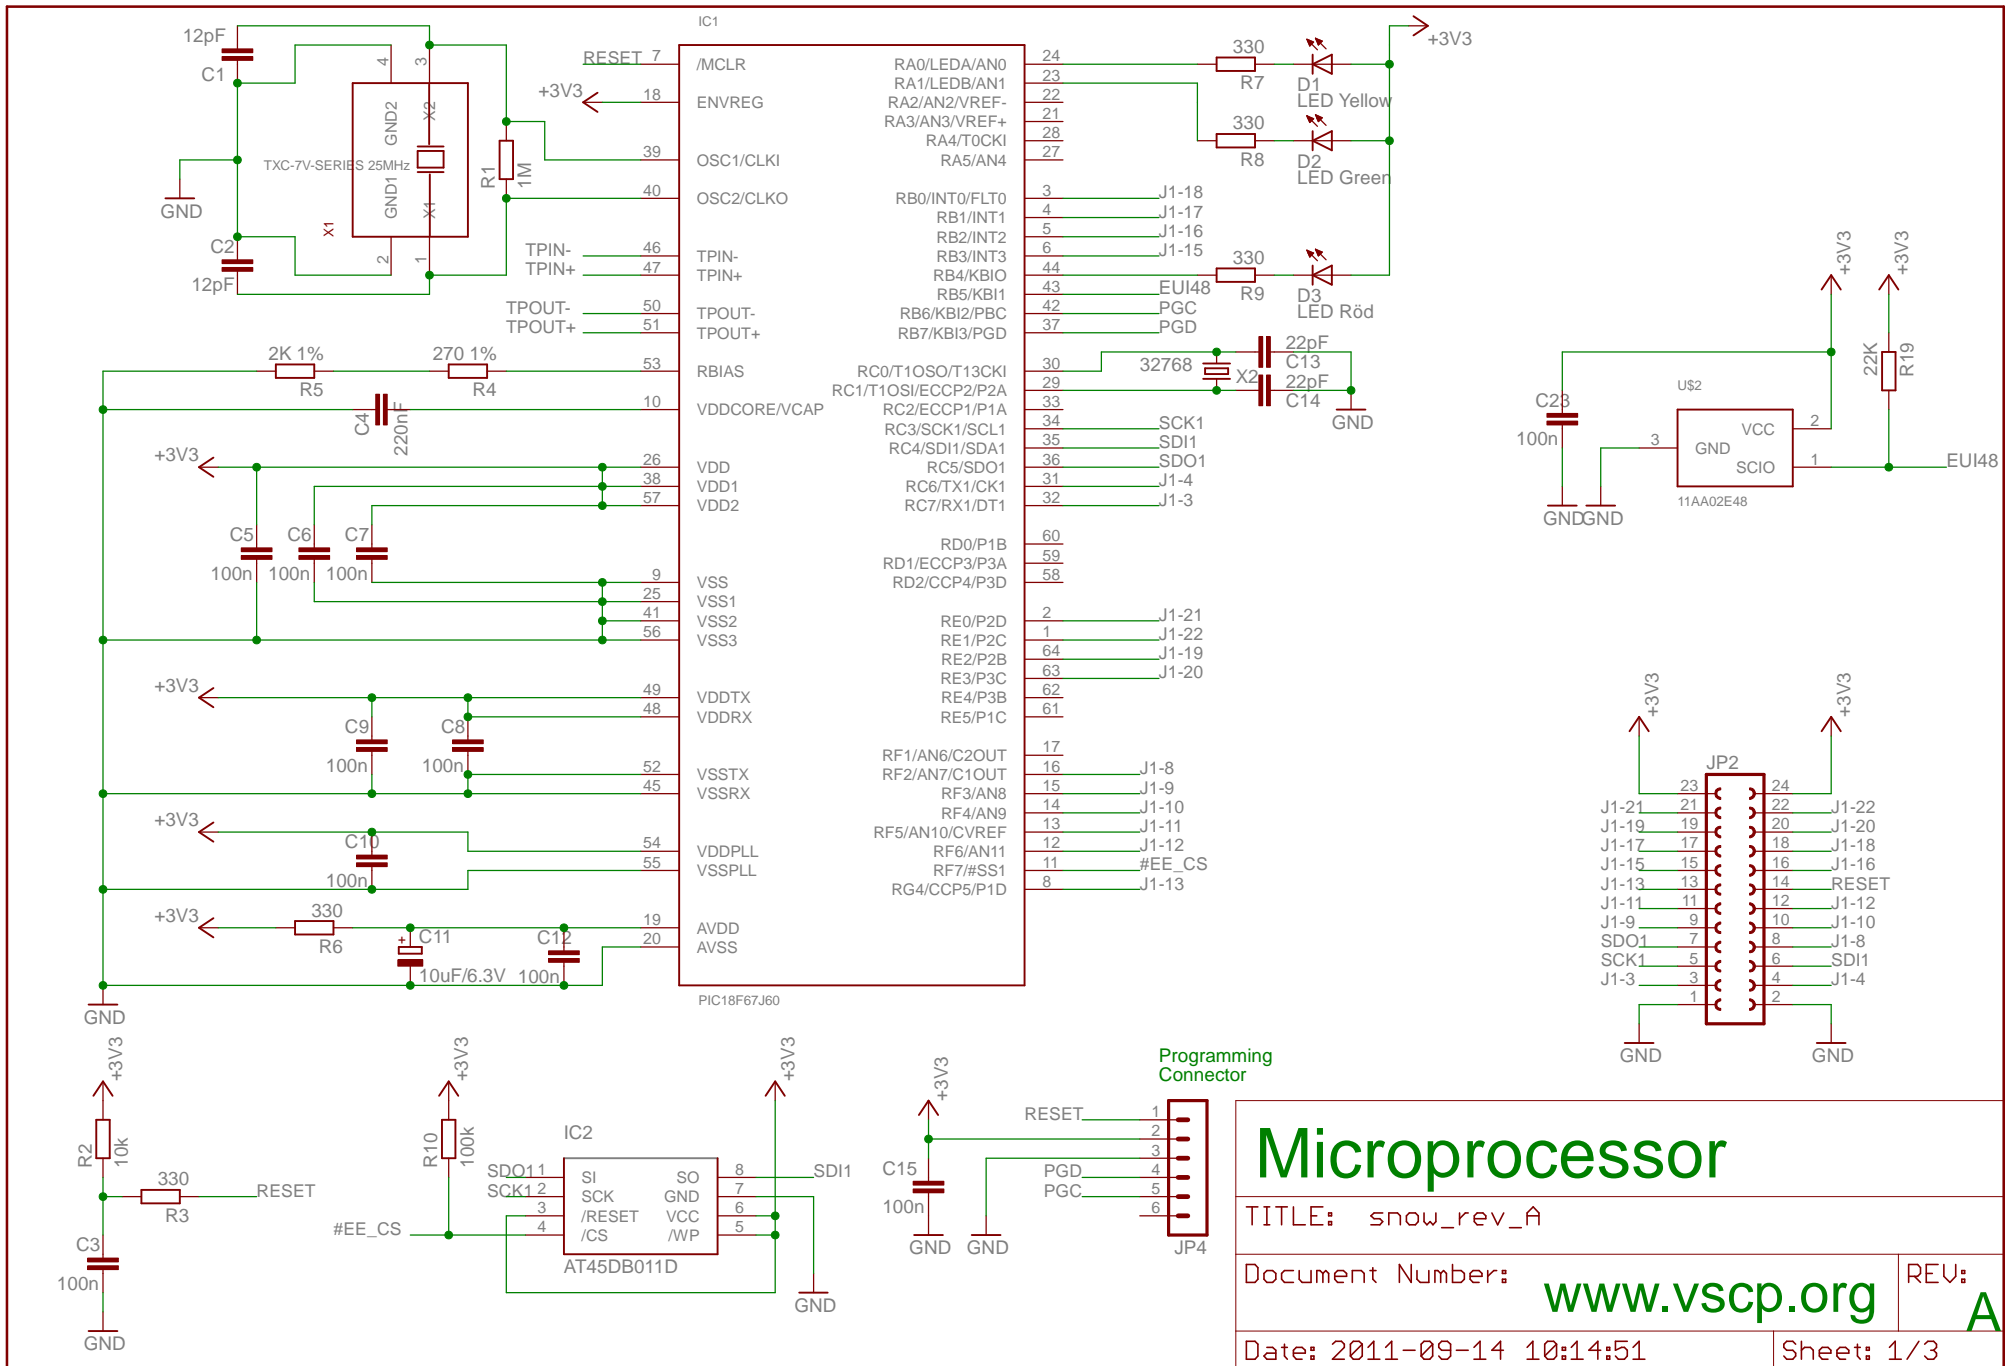 IC1
12pF
C1
4
3
GND2
X2
TXC-7V-SERIES 25MHz
GND1
X1
X1
2
1
C2
12pF
GND
R1
1M
RESET 7 /MCLR
+3V3 18 ENVREG
39 OSC1/CLKI
40 OSC2/CLKO
TPIN- 46 TPIN-
TPIN+ 47 TPIN+
TPOUT- 50 TPOUT-
TPOUT+ 51 TPOUT+
2K 1% R5
270 1% R4
53 RBIAS
C4 220nF
10 VDDCORE/VCAP
+3V3
26 VDD
38 VDD1
57 VDD2
C5 100n
C6 100n
C7 100n
9 VSS
25 VSS1
41 VSS2
56 VSS3
+3V3
49 VDDTX
48 VDDRX
C9 100n
C8 100n
52 VSSTX
45 VSSRX
+3V3
C10 100n
54 VDDPLL
55 VSSPLL
+3V3
330 R6
+ C11 10uF/6.3V
C12 100n
19 AVDD
20 AVSS
GND
PIC18F67J60
RA0/LEDA/AN0 24
RA1/LEDB/AN1 23
RA2/AN2/VREF- 22
RA3/AN3/VREF+ 21
RA4/T0CKI 28
RA5/AN4 27
RB0/INT0/FLT0 3 J1-18
RB1/INT1 4 J1-17
RB2/INT2 5 J1-16
RB3/INT3 6 J1-15
RB4/KBIO 44
RB5/KBI1 43 EUI48
RB6/KBI2/PBC 42 PGC
RB7/KBI3/PGD 37 PGD
RC0/T1OSO/T13CKI 30
RC1/T1OSI/ECCP2/P2A 29
RC2/ECCP1/P1A 33
RC3/SCK1/SCL1 34 SCK1
RC4/SDI1/SDA1 35 SDI1
RC5/SDO1 36 SDO1
RC6/TX1/CK1 31 J1-4
RC7/RX1/DT1 32 J1-3
RD0/P1B 60
RD1/ECCP3/P3A 59
RD2/CCP4/P3D 58
RE0/P2D 2 J1-21
RE1/P2C 1 J1-22
RE2/P2B 64 J1-19
RE3/P3C 63 J1-20
RE4/P3B 62
RE5/P1C 61
RF1/AN6/C2OUT 17
RF2/AN7/C1OUT 16 J1-8
RF3/AN8 15 J1-9
RF4/AN9 14 J1-10
RF5/AN10/CVREF 13 J1-11
RF6/AN11 12 J1-12
RF7/#SS1 11 #EE_CS
RG4/CCP5/P1D 8 J1-13
330 R7
D1
LED Yellow
330 R8
D2
LED Green
330 R9
D3
LED Röd
+3V3
32768 X2
22pF
C13
22pF
C14
GND
+3V3
+3V3
22K R19
C23
100n
U$2
VCC 2
3 GND
SCIO 1
EUI48
11AA02E48
GND
GND
+3V3
+3V3
JP2
23 24
J1-21 21 22 J1-22
J1-19 19 20 J1-20
J1-17 17 18 J1-18
J1-15 15 16 J1-16
J1-13 13 14 RESET
J1-11 11 12 J1-12
J1-9 9 10 J1-10
SDO1 7 8 J1-8
SCK1 5 6 SDI1
J1-3 3 4 J1-4
1 2
GND
GND
+3V3
R2 10k
330
R3
RESET
C3
100n
GND
+3V3
R10 100k
#EE_CS
IC2
SDO1 1 SI
SCK1 2 SCK
3 /RESET
4 /CS
SO 8 SDI1
GND 7
VCC 6
/WP 5
AT45DB011D
+3V3
GND
+3V3
C15
100n
GND
GND
Programming
Connector
RESET 1
2
3
PGD 4
PGC 5
6
JP4
Microprocessor
TITLE: snow_rev_A
Document Number: www.vscp.org
REV: A
Date: 2011-09-14 10:14:51
Sheet: 1/3